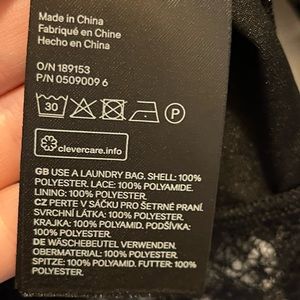 Made in China
Fabriqué en Chine
Hecho en China
O/N 189153
P/N 0509009 6
30
P
clevercare.info
GB USE A LAUNDRY BAG. SHELL: 100%
POLYESTER. LACE: 100% POLYAMIDE.
LINING: 100% POLYESTER.
CZ PERTE V SÁČKU PRO ŠETRNÉ PRANÍ.
SVRCHNÍ LÁTKA: 100% POLYESTER.
KRAJKA: 100% POLYAMID. PODŠÍVKA:
100% POLYESTER.
DE WÄSCHEBEUTEL VERWENDEN.
OBERMATERIAL: 100% POLYESTER.
SPITZE: 100% POLYAMID. FUTTER: 100%
POLYESTER.